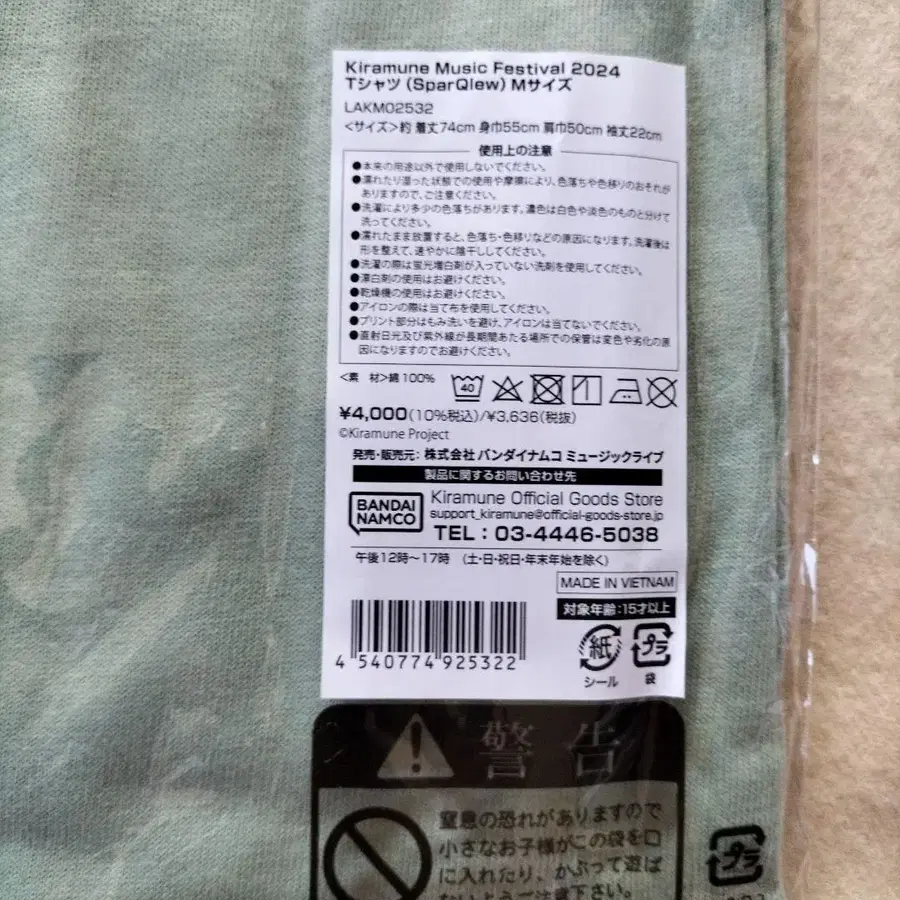 Kiramune Music Festival 2024
Tシャツ (SparQlew) Mサイズ
LAKM02532
<サイズ>約 着丈74cm 身巾55cm 肩巾50cm 袖丈22cm
使用上の注意
●本来の用途以外で使用しないでください。
●濡れたり湿った状態での使用や摩擦により、色落ちや色移りのおそれが
ありますので、ご注意ください。
●洗濯により多少の色落ちがあります。濃色は白色や淡色のものと分けて
洗ってください。
●濡れたまま放置すると、色落ち・色移りなどの原因になります。洗濯後は
形を整えて、速やかに陰干ししてください。
●洗濯の際は蛍光増白剤が入っていない洗剤を使用してください。
●漂白剤の使用はお避けください。
●乾燥機の使用はお避けください。
●アイロンの際は当て布を使用してください。
●プリント部分はもみ洗いを避け、アイロンは当てないでください。
●直射日光及び紫外線が長期間あたる場所での保管は変色や劣化の原
因になりますのでお避けください。
<素 材>綿100%
40
¥4,000(10%税込)/¥3,636(税抜)
©Kiramune Project
発売・販売元: 株式会社 バンダイナムコ ミュージックライブ
製品に関するお問い合わせ先
BANDAI
NAMCO
Kiramune Official Goods Store
support_kiramune@official-goods-store.jp
TEL : 03-4446-5038
午後12時~17時 (土・日・祝日・年末年始を除く)
MADE IN VIETNAM
対象年齢:15才以上
4 540774 925322
紙
シール
プラ
袋
警 告
窒息の恐れがありますので
小さなお子様がこの袋を口
に入れたり、かぶって遊ば
ないようご注意下さい。
プラ